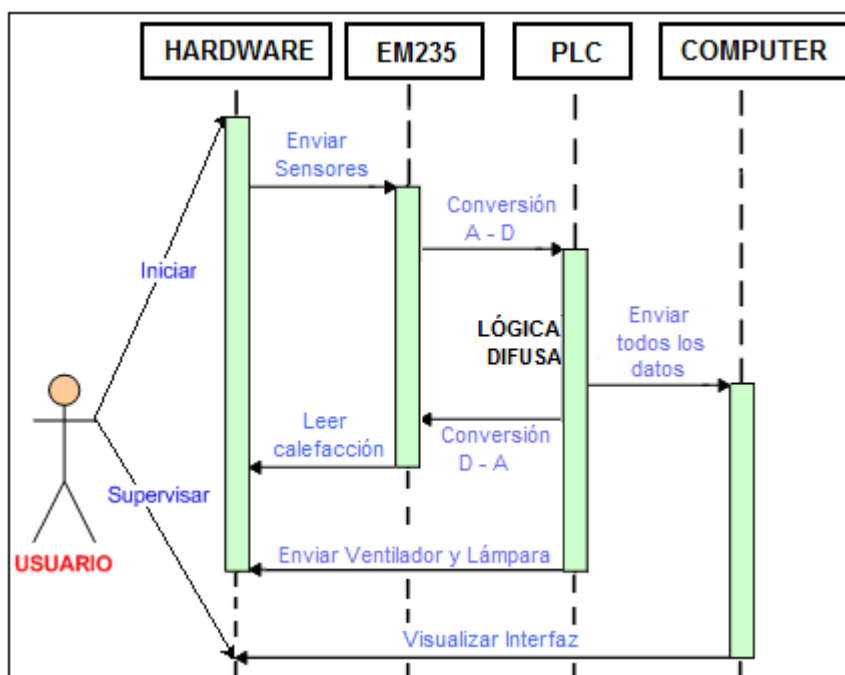 HARDWARE
EM235
PLC
COMPUTER
Enviar
Sensores
Conversión
A - D
Iniciar
LÓGICA
DIFUSA
Enviar
todos los
datos
Leer
calefacción
Conversión
D - A
Supervisar
USUARIO
Enviar Ventilador y Lámpara
Visualizar Interfaz